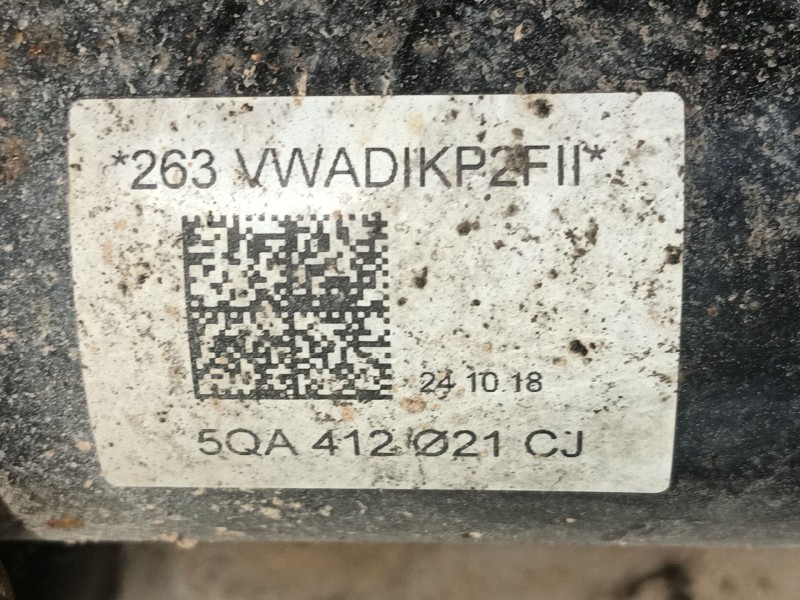 *263 VWADIKP2FII*
24 10 18
5QA 412 Ø21 CJ